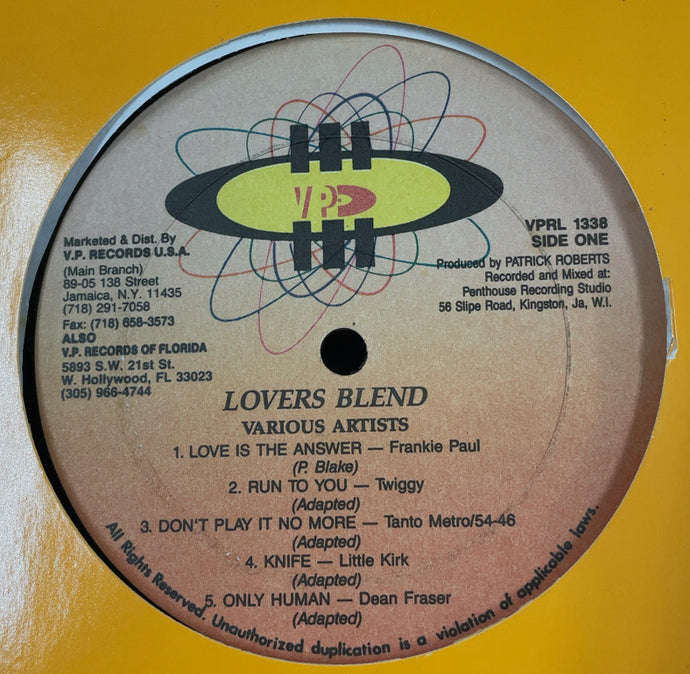 VP
Marketed & Dist. By
V.P. RECORDS U.S.A.
(Main Branch)
89-05 138 Street
Jamaica, N.Y. 11435
(718) 291-7058
Fax: (718) 658-3573
ALSO
V.P. RECORDS OF FLORIDA
5893 S.W. 21st St.
W. Hollywood, FL 33023
(305) 966-4744
VPRL 1338
SIDE ONE
Produced by PATRICK ROBERTS
Recorded and Mixed at:
Penthouse Recording Studio
56 Slipe Road, Kingston, Ja, W.I.
LOVERS BLEND
VARIOUS ARTISTS
1. LOVE IS THE ANSWER — Frankie Paul
(P. Blake)
2. RUN TO YOU — Twiggy
(Adapted)
3. DON'T PLAY IT NO MORE — Tanto Metro/54-46
(Adapted)
4. KNIFE — Little Kirk
(Adapted)
5. ONLY HUMAN — Dean Fraser
(Adapted)
All Rights Reserved. Unauthorized duplication is a violation of applicable laws.